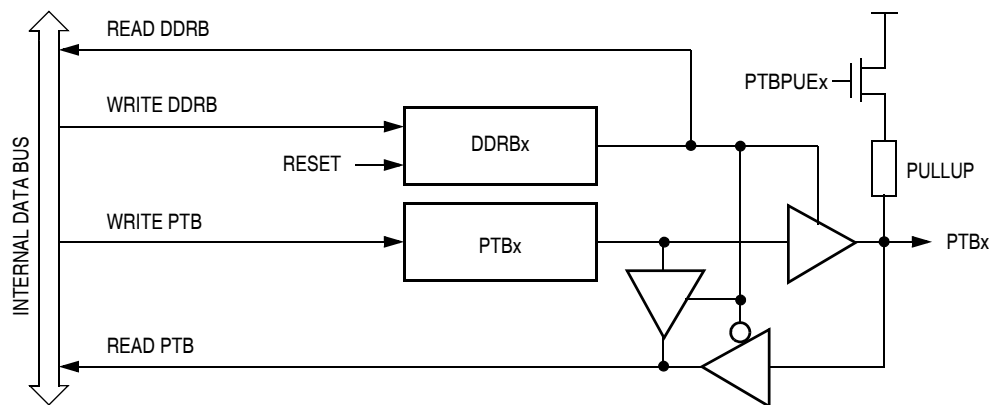 READ DDRB
PTBPUEx
WRITE DDRB
DDRBx
RESET
PULLUP
INTERNAL DATA BUS
WRITE PTB
PTBx
PTBx
READ PTB